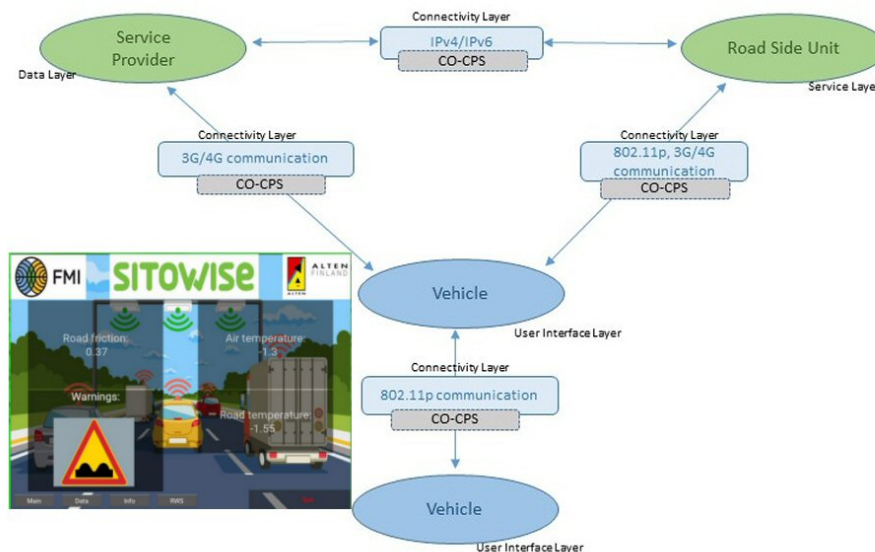 Connectivity Layer
Service
Provider
IPv4/IPv6
Road Side Unit
CO-CPS
Data Layer
Service Laye
Connectivity Layer
3G/4G communication
CO-CPS
Connectivity Layer
802.11p, 3G/4G
communication
CO-CPS
FMI
SITOWISE
ALTEN
FINLAND
ALTEN
Road friction:
0.37
Air temperature:
-1.3
Warnings:
Road temperature:
-1.55
Main
Data
Info
RWS
Vehicle
User Interface Layer
Connectivity Layer
802.11p communication
CO-CPS
Vehicle
User Interface Layer